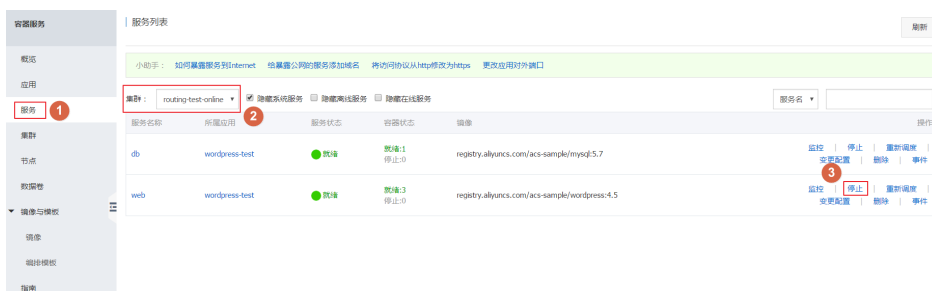 容器服务
服务列表
刷新
概览
小助手： 如何暴露服务到Internet 给暴露公网的服务添加域名 将访问协议从http修改为https 更改应用对外端口
应用
集群： routing-test-online 隐藏系统服务 隐藏离线服务 隐藏在线服务 服务名
服务 1
2
服务名称 所属应用 服务状态 容器状态 镜像 操作
集群
db wordpress-test 就绪 就绪:1 停止:0 registry.aliyuncs.com/acs-sample/mysql:5.7 监控 | 停止 | 重新调度 |
变更配置 | 删除 | 事件
节点
3
数据卷
web wordpress-test 就绪 就绪:3 停止:0 registry.aliyuncs.com/acs-sample/wordpress:4.5 监控 | 停止 | 重新调度 |
变更配置 | 删除 | 事件
镜像与模板
镜像
编排模板
指南